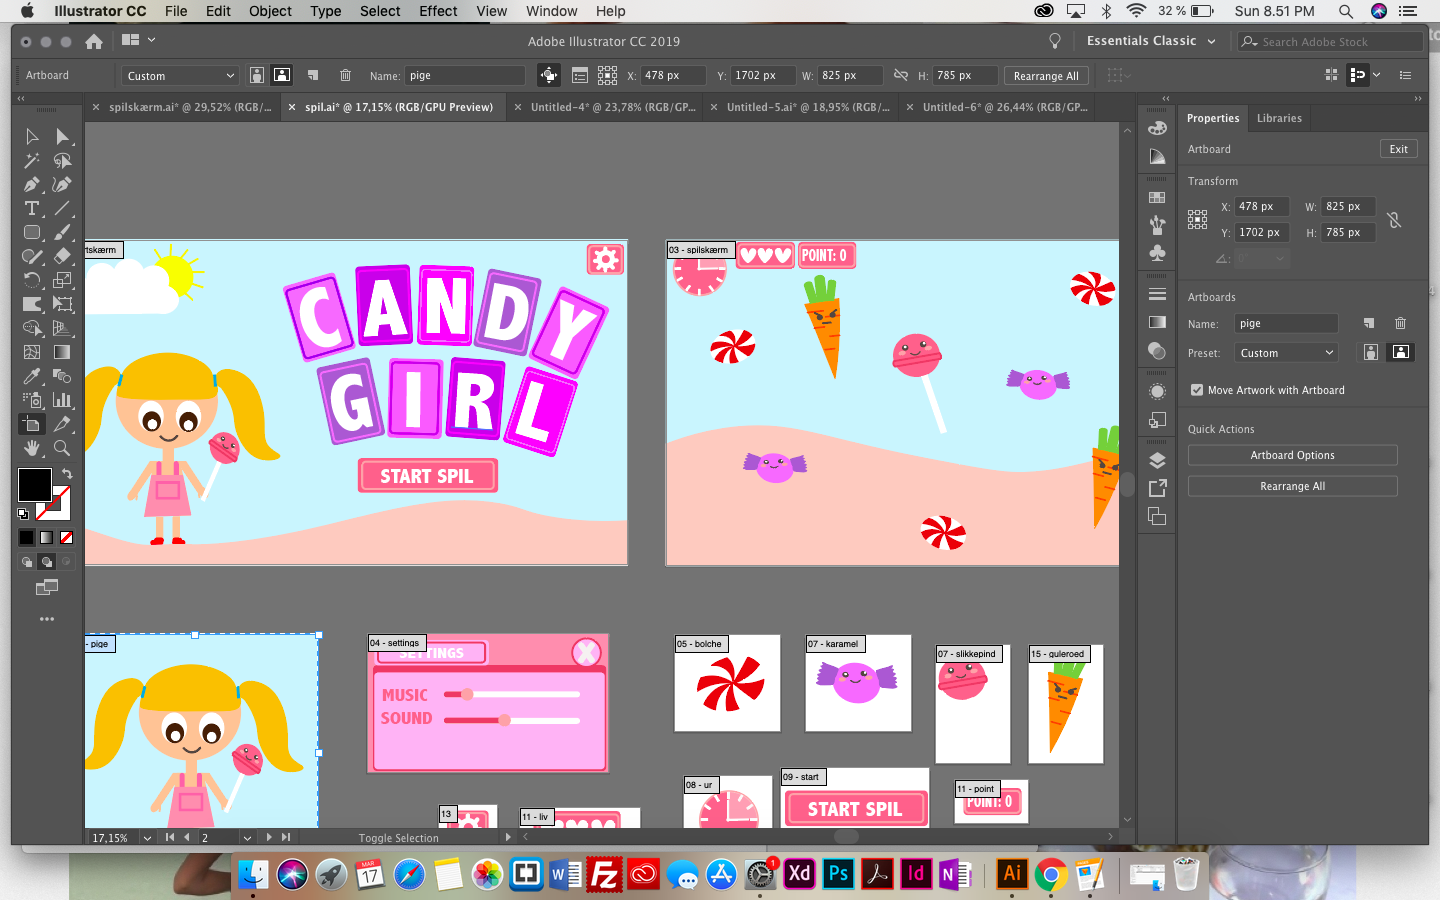 Illustrator CC File Edit Object Type Select Effect View Window Help 32 % Sun 8.51 PM
Adobe Illustrator CC 2019 Essentials Classic Search Adobe Stock
Artboard Custom Name: pige X: 478 px Y: 1702 px W: 825 px H: 785 px Rearrange All
spilskærm.ai* @ 29,52% (RGB/... spil.ai* @ 17,15% (RGB/GPU Preview) Untitled-4* @ 23,78% (RGB/GP... Untitled-5.ai* @ 18,95% (RGB/... Untitled-6* @ 26,44% (RGB/GP...
Properties Libraries
Artboard Exit
Transform
X: 478 px W: 825 px
Y: 1702 px H: 785 px
0°
Artboards
Name: pige
Preset: Custom
Move Artwork with Artboard
Quick Actions
Artboard Options
Rearrange All
tskærm
CANDY
GIRL
START SPIL
03 - spilskærm
POINT: 0
- pige
04 - settings
SETTINGS
X
MUSIC
SOUND
05 - bolche
07 - karamel
07 - slikkepind
15 - guleroed
08 - ur
09 - start
START SPIL
11 - point
POINT: 0
13
11 - liv
17,15% 2 Toggle Selection
MAR
17
W
Fz
1
Xd
Ps
Id
N
Ai